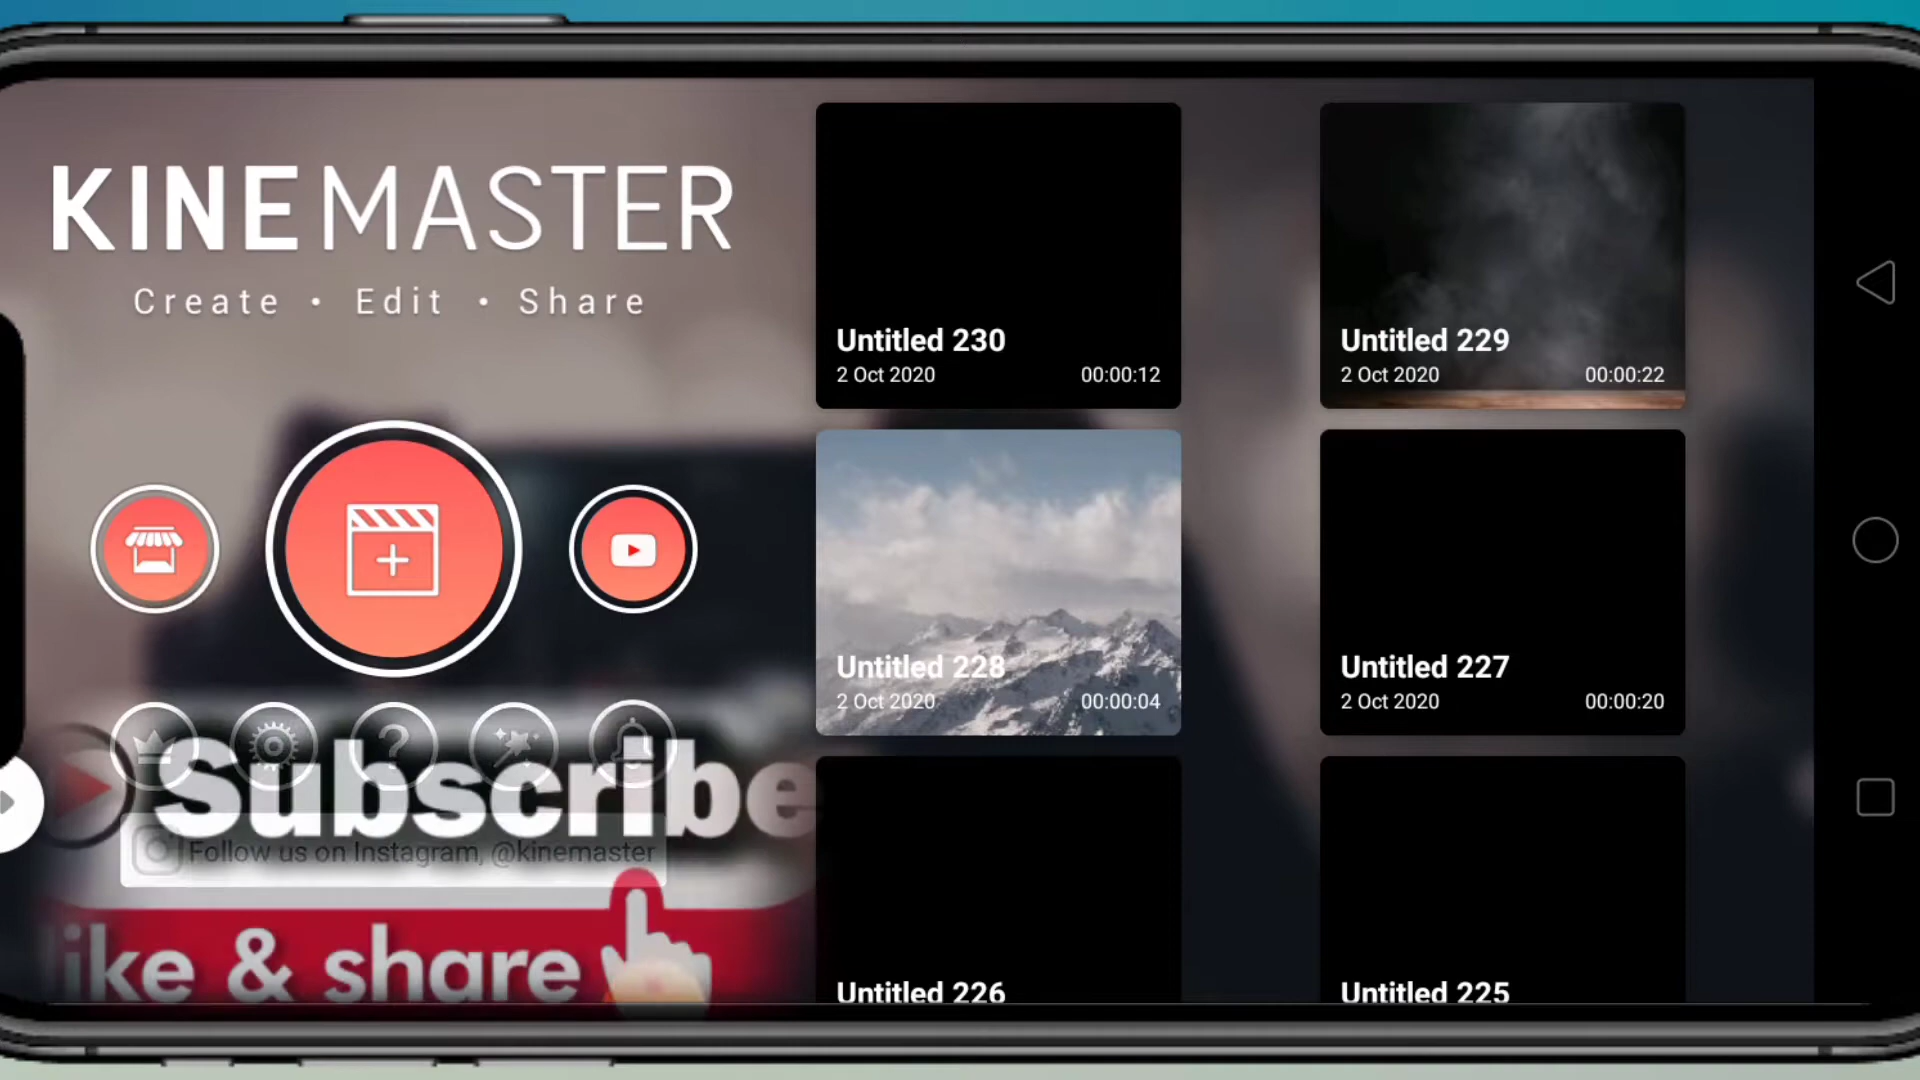 KINEMASTER
Create • Edit • Share
Subscribe
Follow us on Instagram, @kinemaster
ike & share
Untitled 230
2 Oct 2020 00:00:12
Untitled 229
2 Oct 2020 00:00:22
Untitled 228
2 Oct 2020 00:00:04
Untitled 227
2 Oct 2020 00:00:20
Untitled 226
Untitled 225